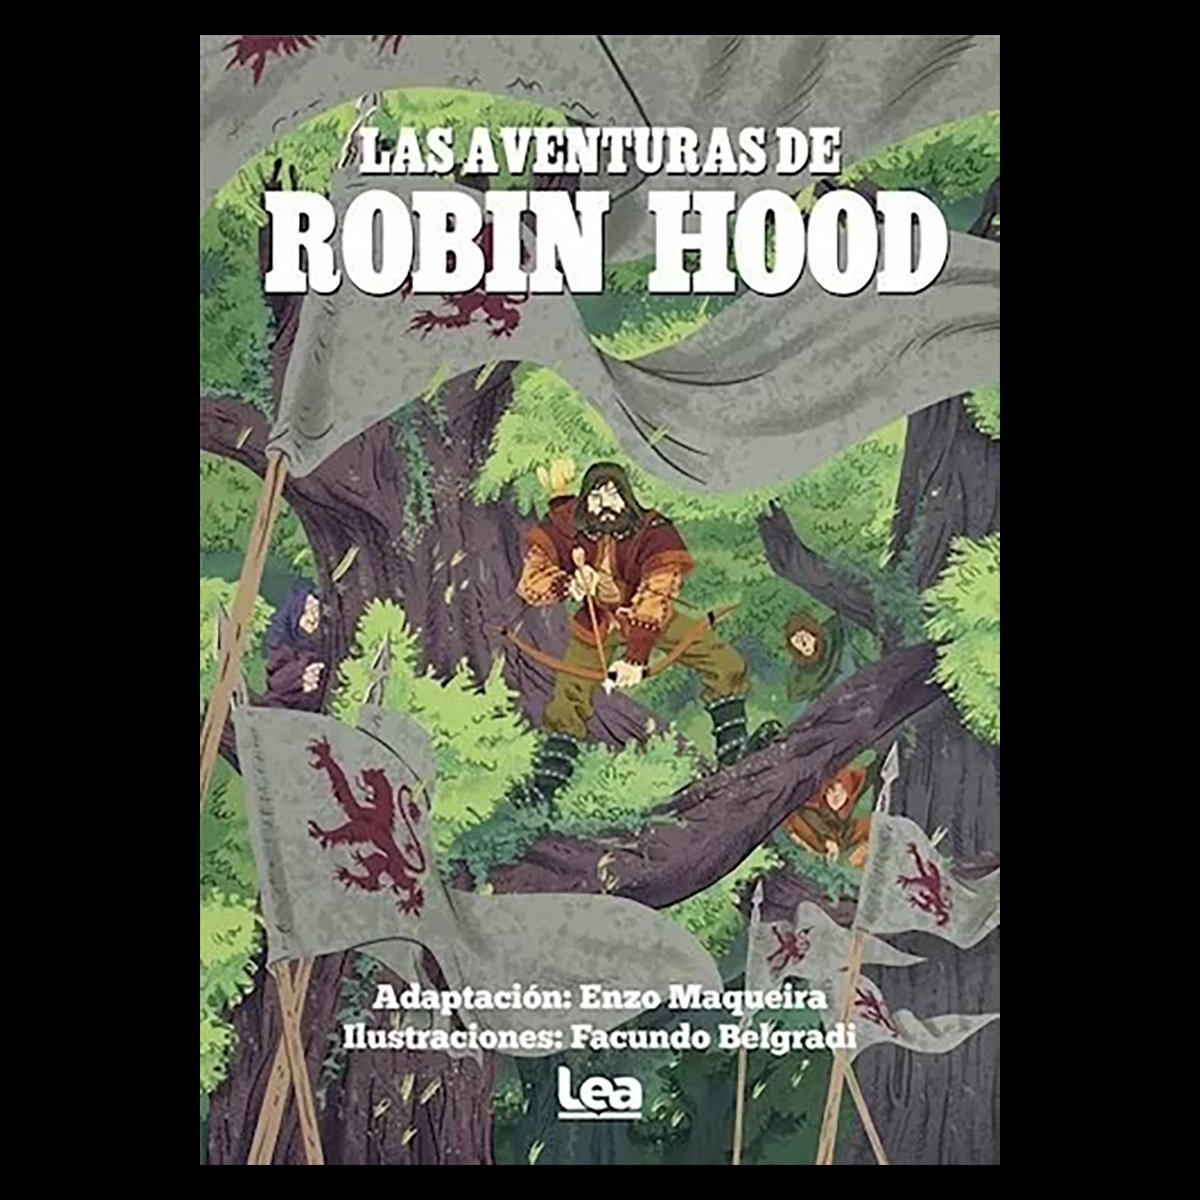 LAS AVENTURAS DE
ROBIN HOOD
Adaptación: Enzo Maqueira
Ilustraciones: Facundo Belgradi
Lea